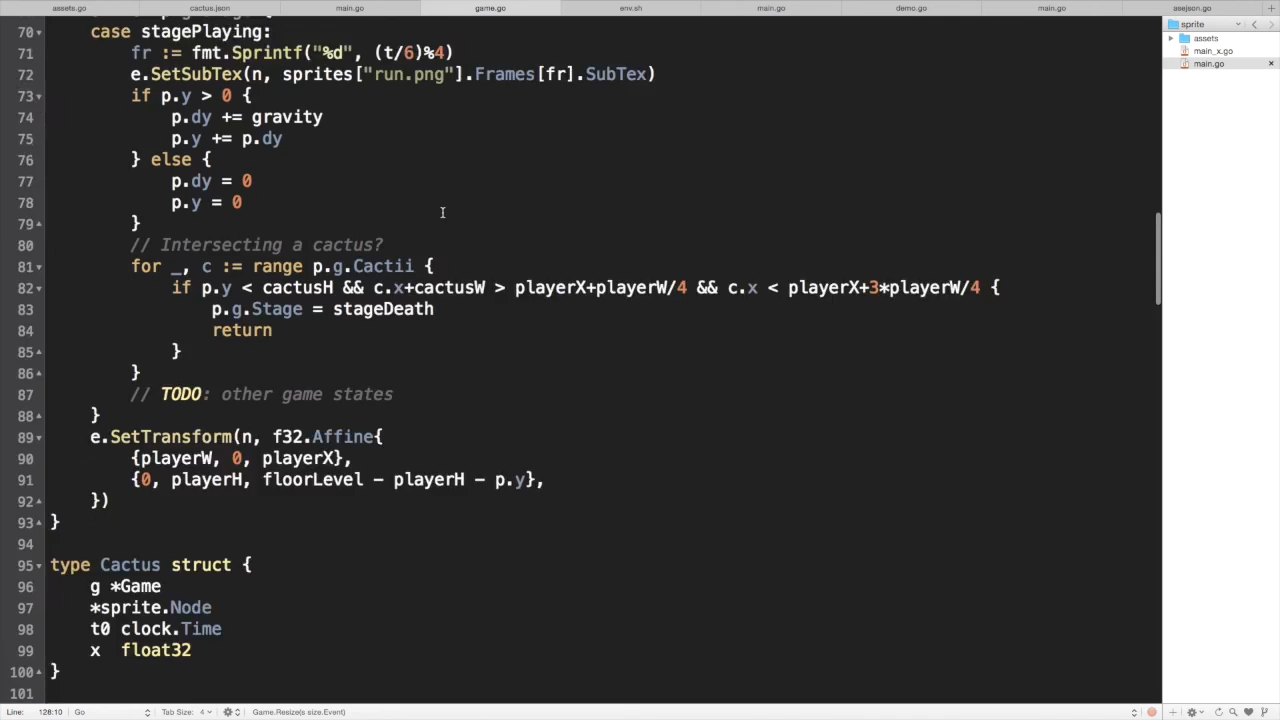 assets.go cactus.json main.go game.go env.sh main.go demo.go main.go asejson.go
sprite
assets
main_x.go
main.go
70 case stagePlaying:
71 fr := fmt.Sprintf("%d", (t/6)%4)
72 e.SetSubTex(n, sprites["run.png"].Frames[fr].SubTex)
73 if p.y > 0 {
74 p.dy += gravity
75 p.y += p.dy
76 } else {
77 p.dy = 0
78 p.y = 0
79 }
80 // Intersecting a cactus?
81 for _, c := range p.g.Cactii {
82 if p.y < cactusH && c.x+cactusW > playerX+playerW/4 && c.x < playerX+3*playerW/4 {
83 p.g.Stage = stageDeath
84 return
85 }
86 }
87 // TODO: other game states
88 }
89 e.SetTransform(n, f32.Affine{
90 {playerW, 0, playerX},
91 {0, playerH, floorLevel - playerH - p.y},
92 })
93 }
94
95 type Cactus struct {
96 g *Game
97 *sprite.Node
98 t0 clock.Time
99 x float32
100 }
101
Line: 128:10 Go Tab Size: 4 Game.Resize(s size.Event)